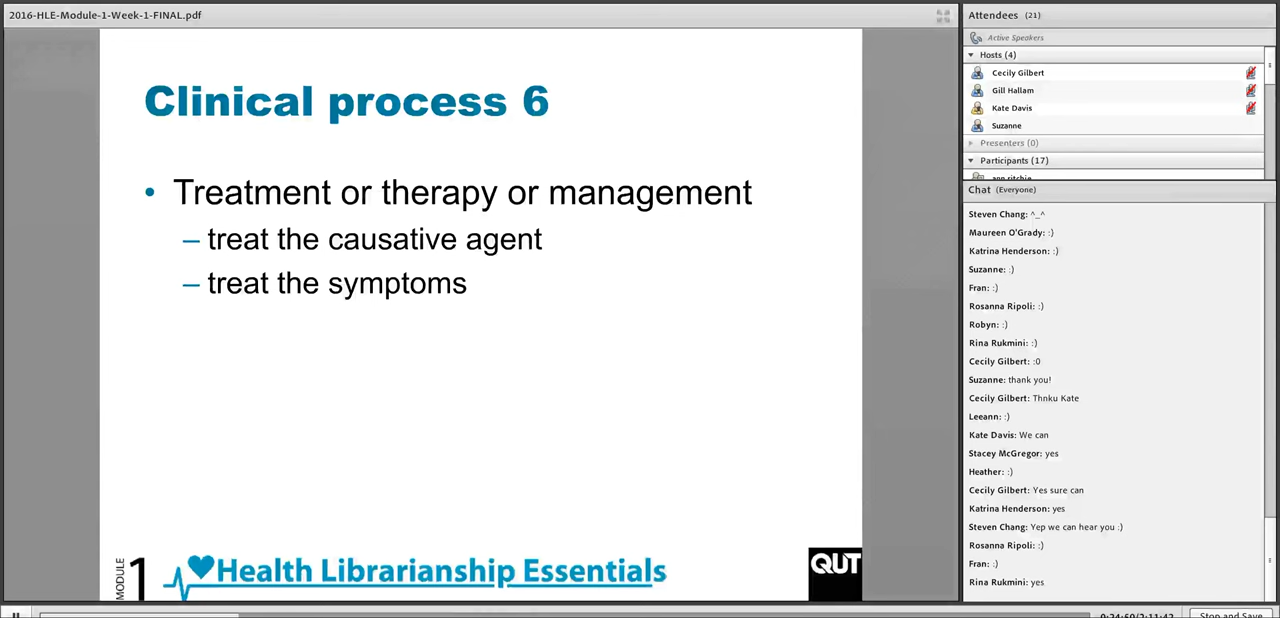 2016-HLE-Module-1-Week-1-FINAL.pdf
Clinical process 6
• Treatment or therapy or management
– treat the causative agent
– treat the symptoms
MODULE 1
Health Librarianship Essentials
QUT
Attendees (21)
Active Speakers
Hosts (4)
Cecily Gilbert
Gill Hallam
Kate Davis
Suzanne
Presenters (0)
Participants (17)
ann ritchie
Chat (Everyone)
Steven Chang: ^_^
Maureen O'Grady: :)
Katrina Henderson: :)
Suzanne: :)
Fran: :)
Rosanna Ripoli: :)
Robyn: :)
Rina Rukmini: :)
Cecily Gilbert: :0
Suzanne: thank you!
Cecily Gilbert: Thnku Kate
Leeann: :)
Kate Davis: We can
Stacey McGregor: yes
Heather: :)
Cecily Gilbert: Yes sure can
Katrina Henderson: yes
Steven Chang: Yep we can hear you :)
Rosanna Ripoli: :)
Fran: :)
Rina Rukmini: yes
Stop and Save